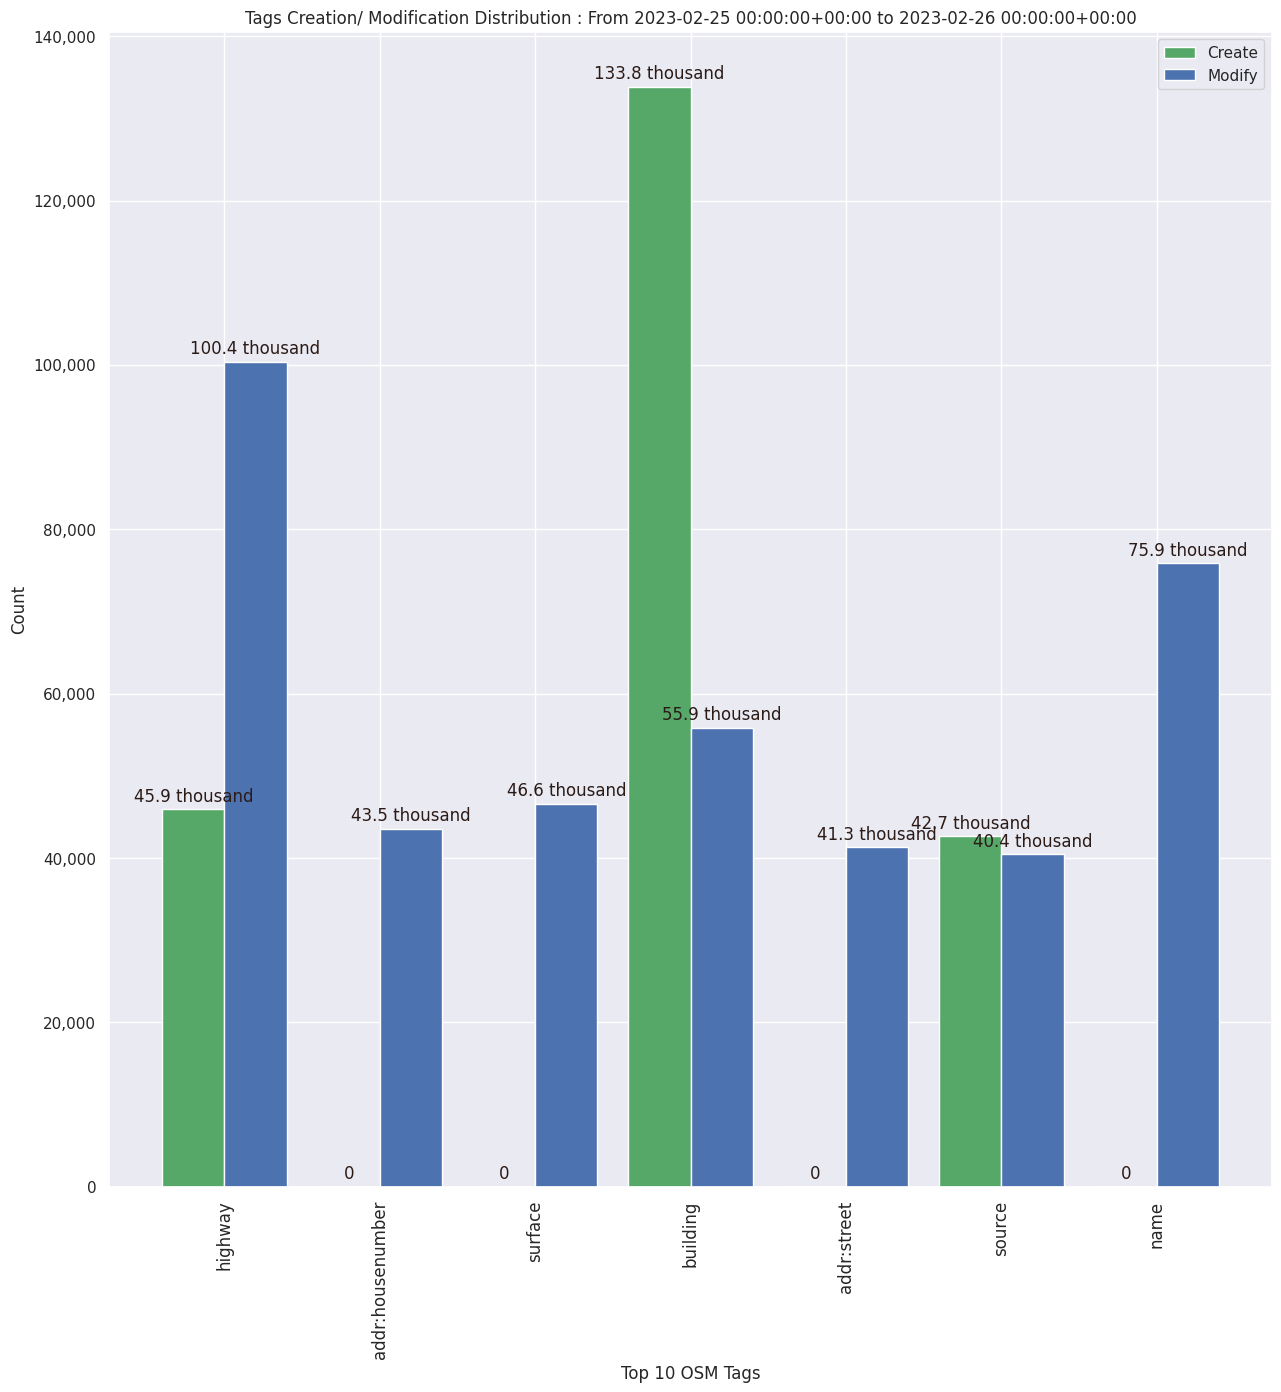 Tags Creation/ Modification Distribution : From 2023-02-25 00:00:00+00:00 to 2023-02-26 00:00:00+00:00
Create
Modify
140,000
120,000
100,000
80,000
60,000
40,000
20,000
0
Count
133.8 thousand
100.4 thousand
75.9 thousand
55.9 thousand
45.9 thousand
46.6 thousand
43.5 thousand
41.3 thousand
42.7 thousand
40.4 thousand
0
0
0
0
highway
addr:housenumber
surface
building
addr:street
source
name
Top 10 OSM Tags